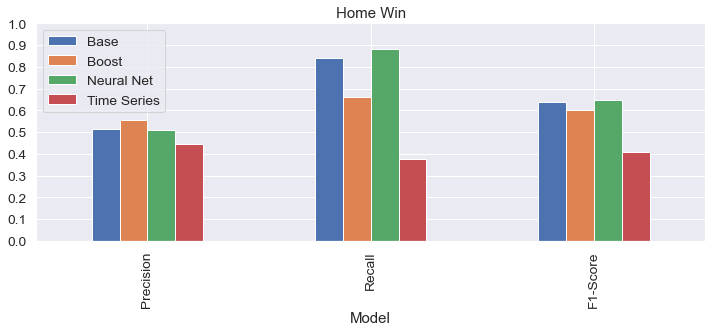 Home Win
1.0
0.9
0.8
0.7
0.6
0.5
0.4
0.3
0.2
0.1
0.0
Base
Boost
Neural Net
Time Series
Precision
Recall
F1-Score
Model